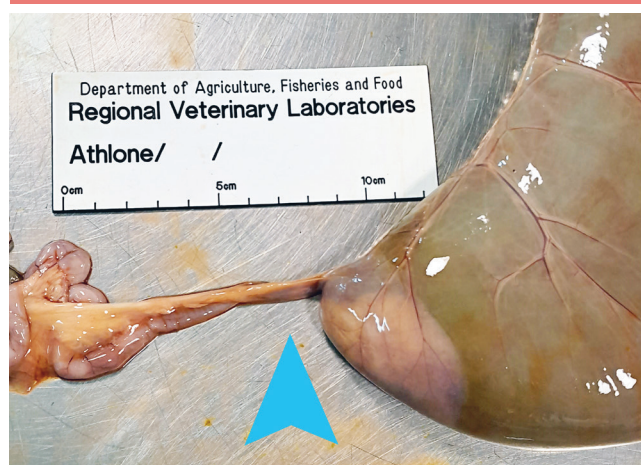 Department of Agriculture, Fisheries and Food
Regional Veterinary Laboratories
Athlone/ /
0cm 5cm 10cm